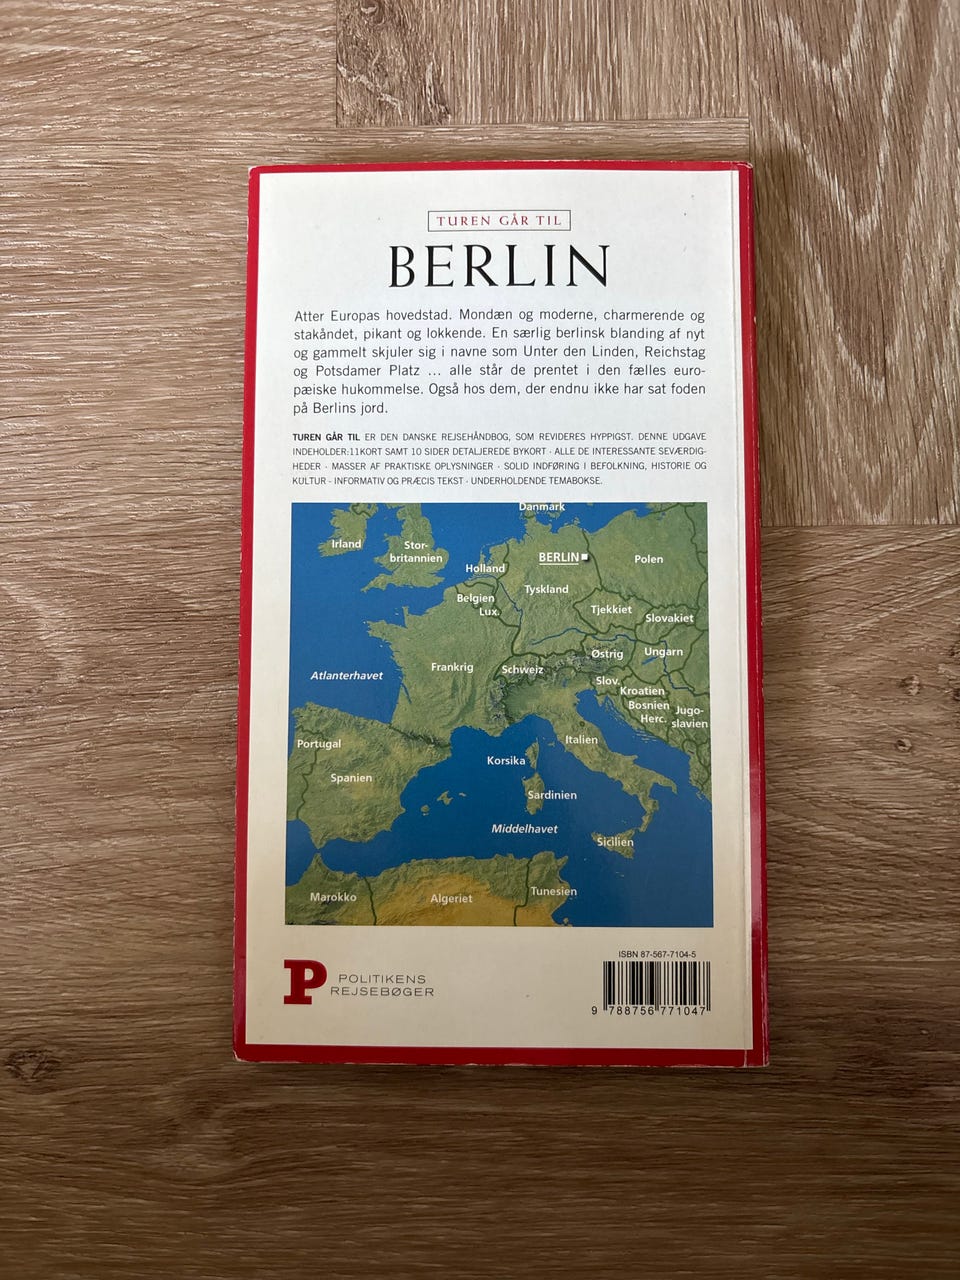 TUREN GÅR TIL
BERLIN
Atter Europas hovedstad. Mondæn og moderne, charmerende og
stakåndet, pikant og lokkende. En særlig berlinsk blanding af nyt
og gammelt skjuler sig i navne som Unter den Linden, Reichstag
og Potsdamer Platz ... alle står de prentet i den fælles euro-
pæiske hukommelse. Også hos dem, der endnu ikke har sat foden
på Berlins jord.
TUREN GÅR TIL ER DEN DANSKE REJSEHÅNDBOG, SOM REVIDERES HYPPIGST. DENNE UDGAVE
INDEHOLDER:11KORT SAMT 10 SIDER DETALJEREDE BYKORT · ALLE DE INTERESSANTE SEVÆRDIG-
HEDER · MASSER AF PRAKTISKE OPLYSNINGER · SOLID INDFØRING I BEFOLKNING, HISTORIE OG
KULTUR · INFORMATIV OG PRÆCIS TEKST · UNDERHOLDENDE TEMABOKSE.
Danmark
Irland
Stor-
britannien
BERLIN
Polen
Holland
Tyskland
Belgien
Lux.
Tjekkiet
Slovakiet
Østrig
Ungarn
Frankrig
Schweiz
Atlanterhavet
Slov.
Kroatien
Bosnien
Herc.
Jugo-
slavien
Portugal
Italien
Korsika
Spanien
Sardinien
Middelhavet
Sicilien
Marokko
Algeriet
Tunesien
P
POLITIKENS
REJSEBØGER
ISBN 87-567-7104-5
9 788756 771047